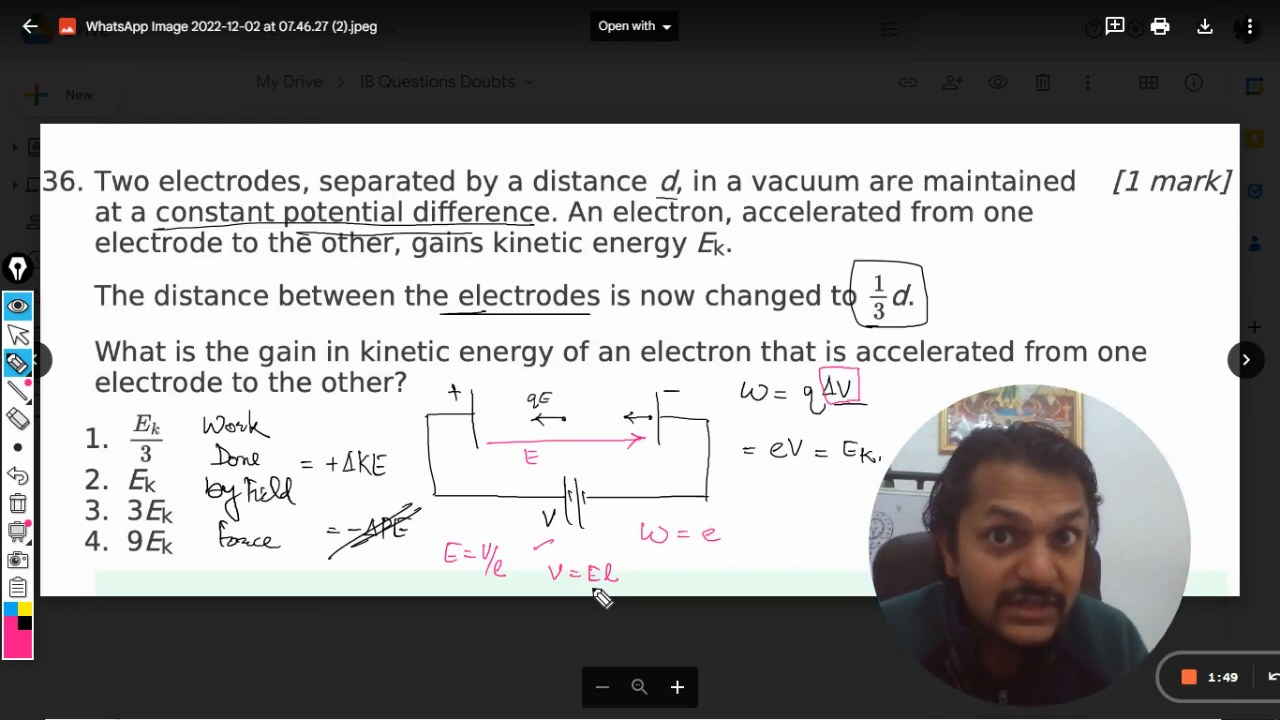 WhatsApp Image 2022-12-02 at 07.46.27 (2).jpeg
Open with
My Drive > IB Questions Doubts
New
36. Two electrodes, separated by a distance d, in a vacuum are maintained [1 mark]
at a constant potential difference. An electron, accelerated from one
electrode to the other, gains kinetic energy Ek.
The distance between the electrodes is now changed to 1/3 d.
What is the gain in kinetic energy of an electron that is accelerated from one
electrode to the other?
1. Ek/3
2. Ek
3. 3Ek
4. 9Ek
Work
Done
by Field
Force
= +ΔKE
= -ΔPE
+
-
qE
E
V
E = V/l
V = El
W = qΔV
= eV = EK.
W = e
1:49